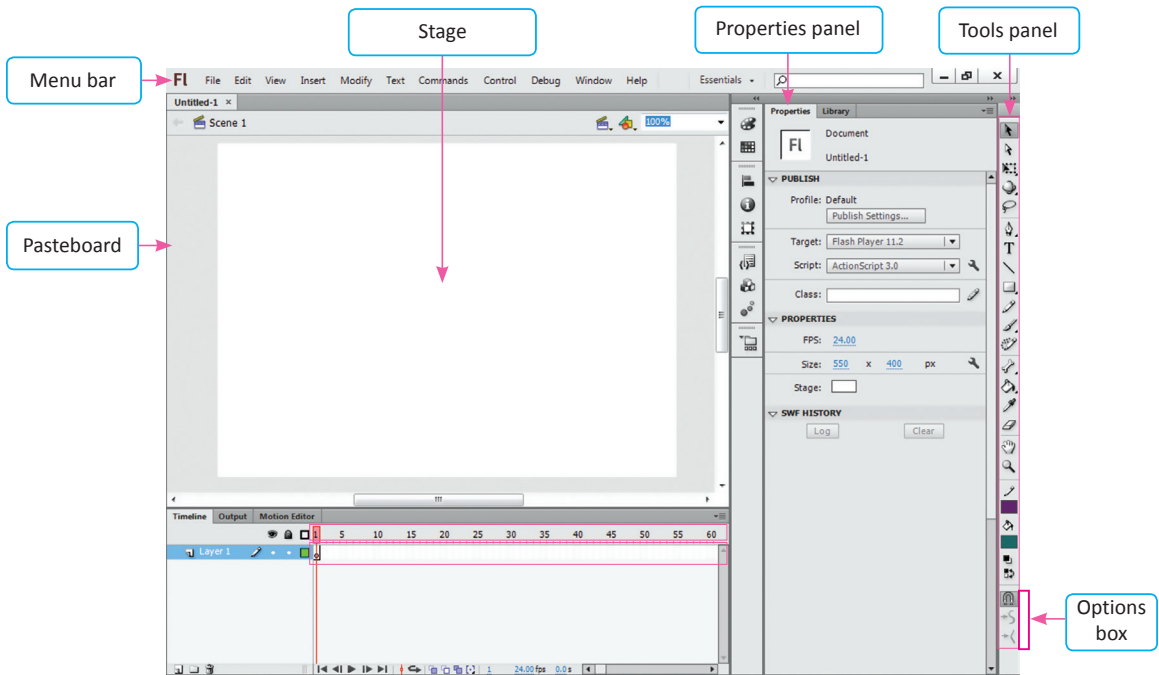 Stage
Properties panel
Tools panel
Menu bar
Fl File Edit View Insert Modify Text Commands Control Debug Window Help Essentials
Untitled-1 ×
Scene 1 100%
Properties Library
Fl Document
Untitled-1
PUBLISH
Profile: Default
Publish Settings...
Target: Flash Player 11.2
Script: ActionScript 3.0
Class:
PROPERTIES
FPS: 24.00
Size: 550 x 400 px
Stage:
SWF HISTORY
Log Clear
Pasteboard
Timeline Output Motion Editor
1 5 10 15 20 25 30 35 40 45 50 55 60
Layer 1
1 24.00 fps 0.0 s
Options
box